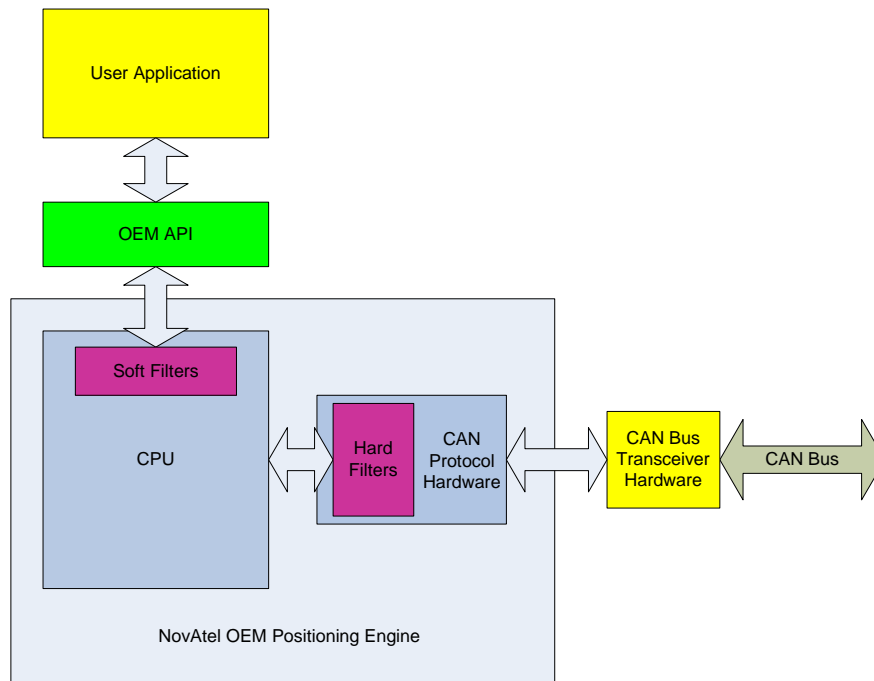 User Application
OEM API
Soft Filters
CPU
Hard
Filters
CAN
Protocol
Hardware
CAN Bus
Transceiver
Hardware
CAN Bus
NovAtel OEM Positioning Engine